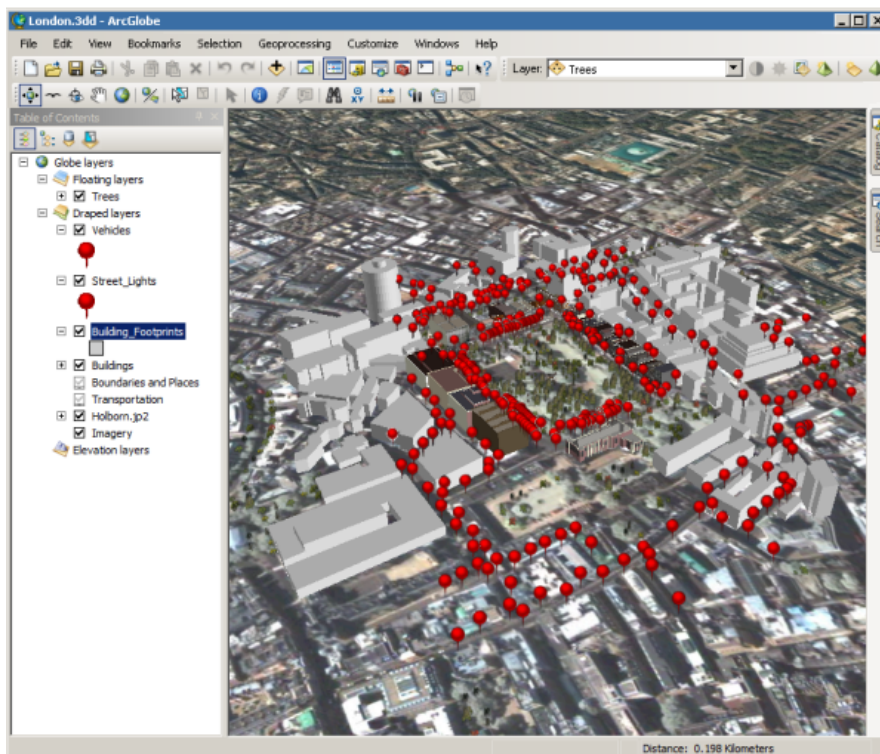 London.3dd - ArcGlobe
File Edit View Bookmarks Selection Geoprocessing Customize Windows Help
Layer: Trees
XY
Table of Contents
Globe layers
Floating layers
Trees
Draped layers
Vehicles
Street_Lights
Building_Footprints
Buildings
Boundaries and Places
Transportation
Holborn.jp2
Imagery
Elevation layers
Distance: 0.198 Kilometers